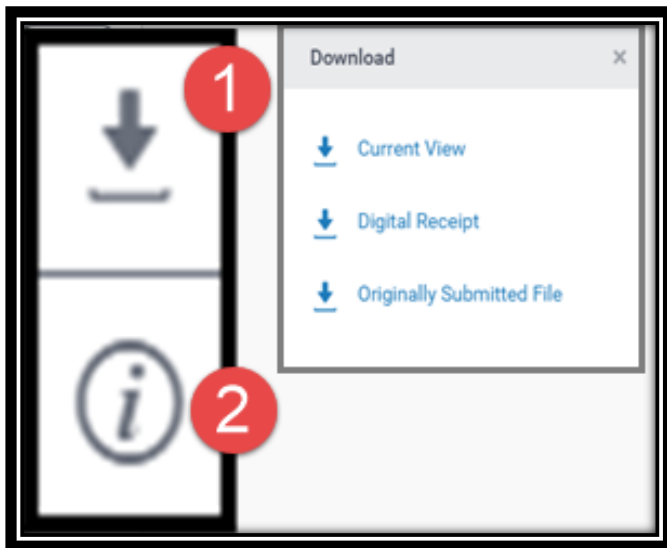 1
Download ×
Current View
Digital Receipt
Originally Submitted File
i
2